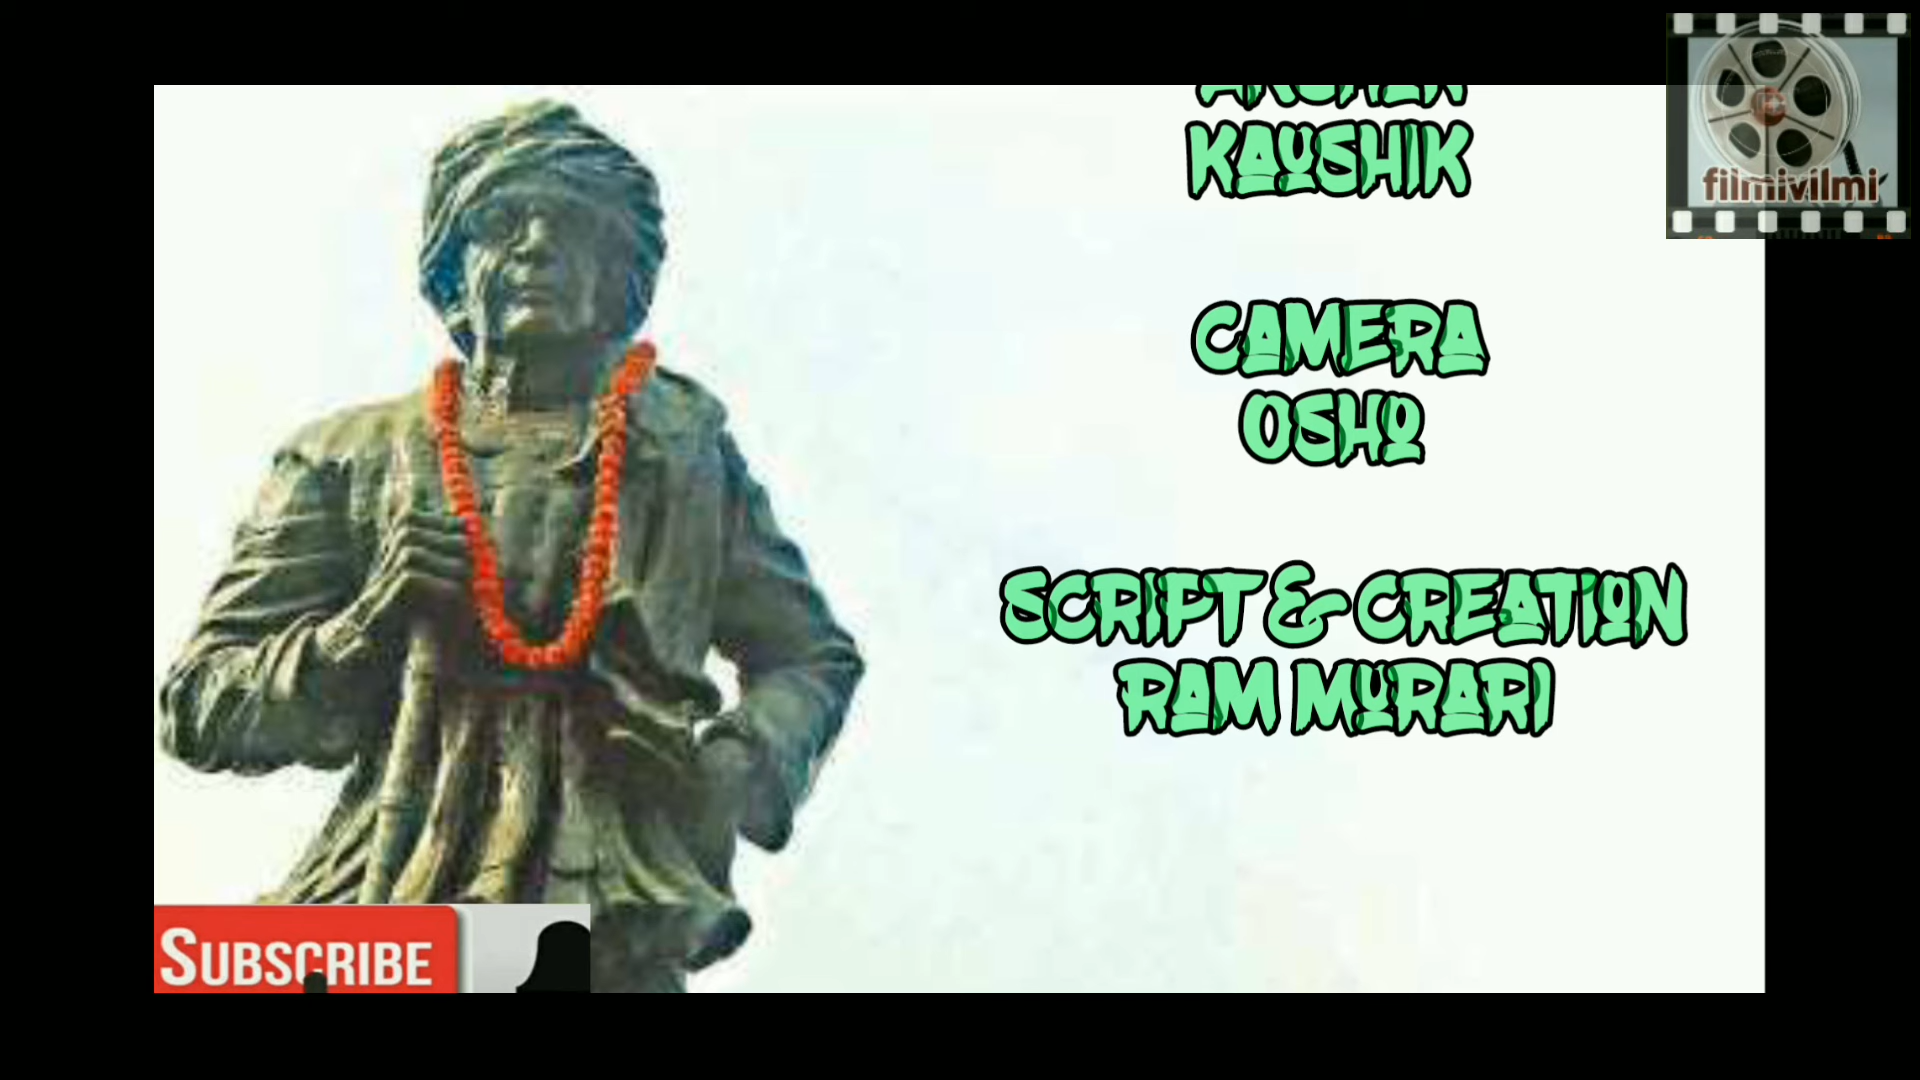 KAUSHIK
CAMERA
OSHO
SCRIPT & CREATION
RAM MURARI
filmivilmi
SUBSCRIBE